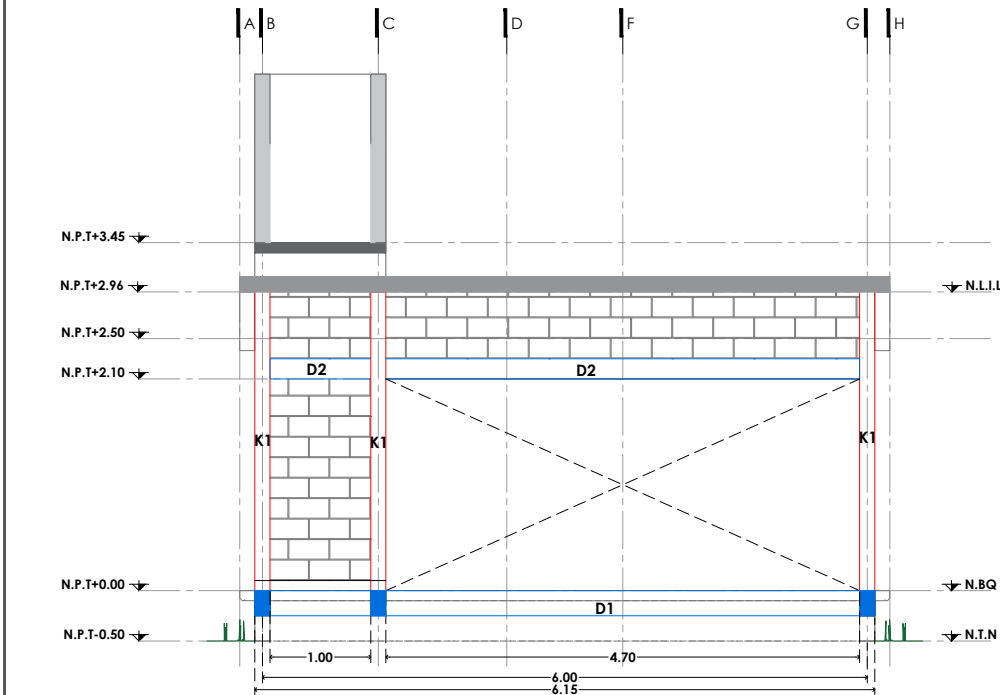 A B C D F G H
N.P.T+3.45
N.P.T+2.96 N.L.I.L
N.P.T+2.50
D2 D2
N.P.T+2.10
K1 K1 K1
N.P.T+0.00 N.BQ
D1
N.P.T-0.50 N.T.N
1.00 4.70
6.00
6.15